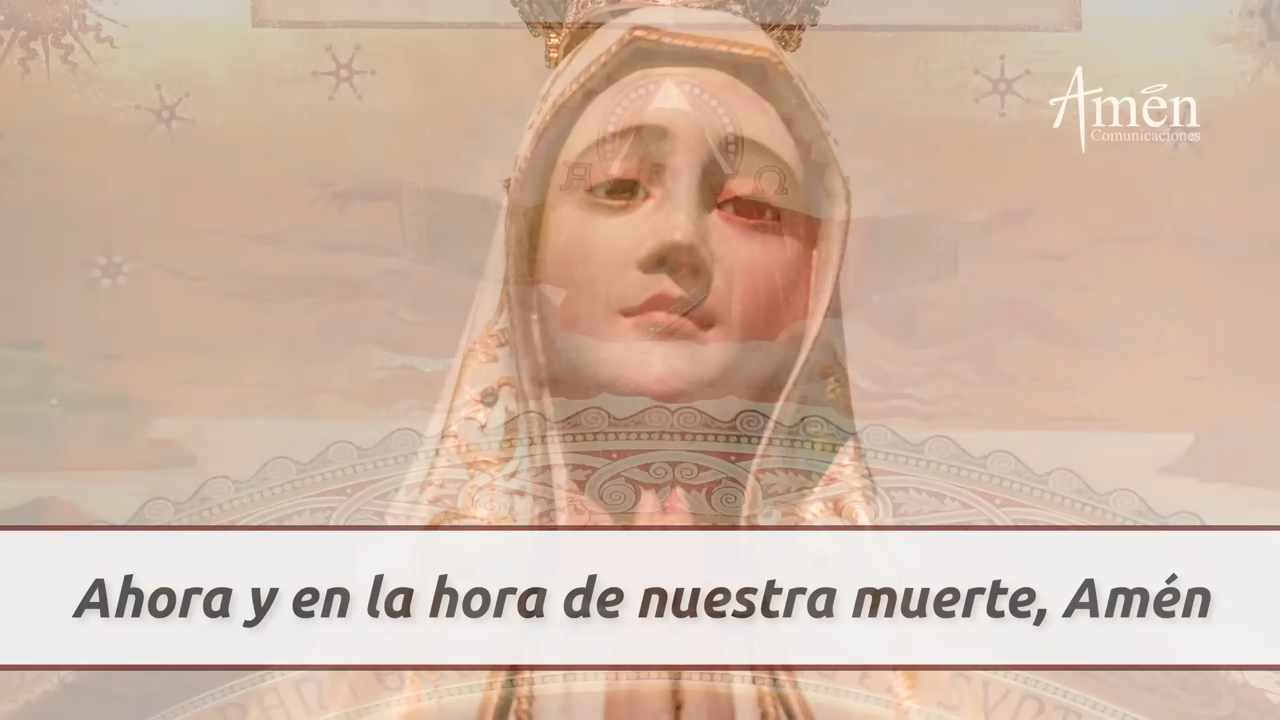 Amén
Comunicaciones
A Ω
Ahora y en la hora de nuestra muerte, Amén